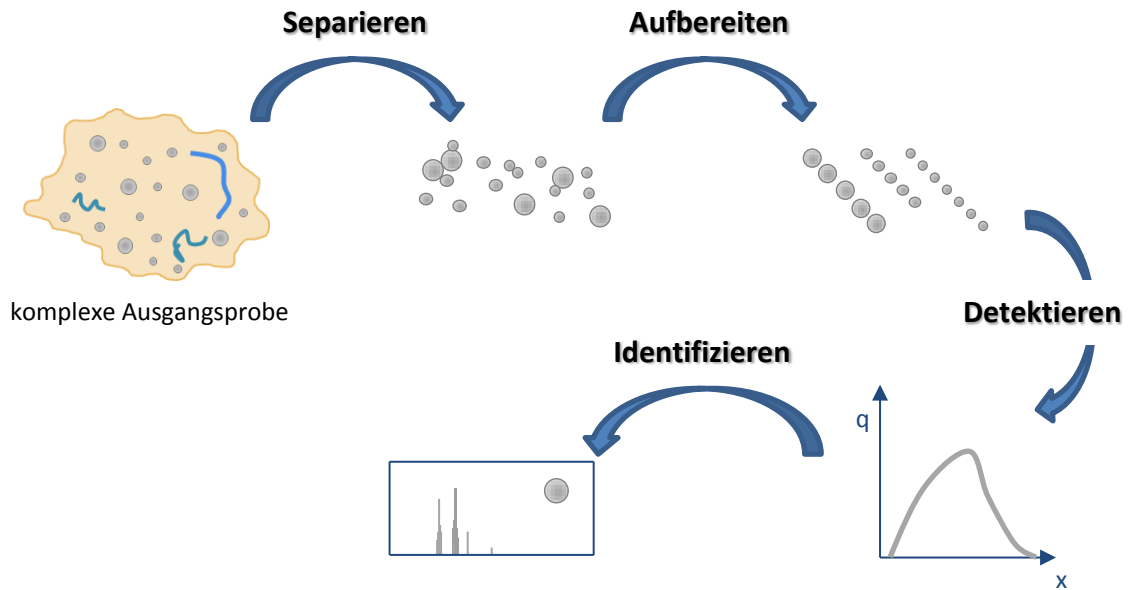 Separieren
Aufbereiten
komplexe Ausgangsprobe
Detektieren
Identifizieren
q
x